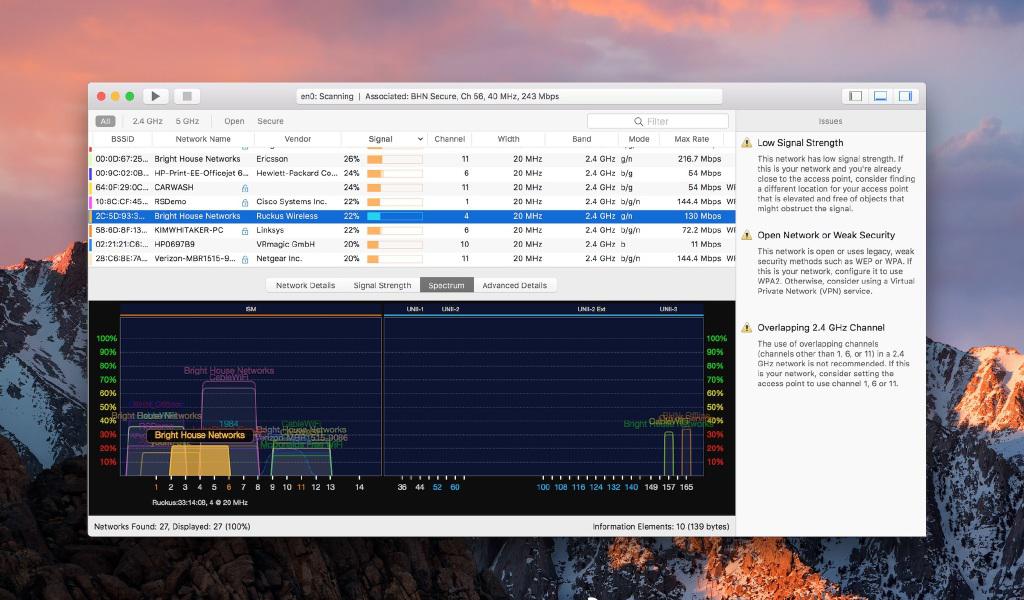 en0: Scanning | Associated: BHN Secure, Ch 56, 40 MHz, 243 Mbps
All 2.4 GHz 5 GHz Open Secure Filter
BSSID Network Name Vendor Signal Channel Width Band Mode Max Rate
00:0D:67:25... Bright House Networks Ericsson 26% 11 20 MHz 2.4 GHz g/n 216.7 Mbps
00:9C:02:0B... HP-Print-EE-Officejet 6... Hewlett-Packard Co... 24% 6 20 MHz 2.4 GHz b/g 54 Mbps
64:0F:29:0C... CARWASH 24% 11 20 MHz 2.4 GHz b/g 54 Mbps
10:8C:CF:45... RSDemo Cisco Systems Inc. 22% 1 20 MHz 2.4 GHz b/g/n 144.4 Mbps
2C:5D:93:3... Bright House Networks Ruckus Wireless 22% 4 20 MHz 2.4 GHz g/n 130 Mbps
58:6D:8F:13... KIMWHITAKER-PC Linksys 22% 6 20 MHz 2.4 GHz b/g/n 72.2 Mbps
02:21:21:C6:... HP0697B9 VRmagic GmbH 20% 10 20 MHz 2.4 GHz b 11 Mbps
28:C6:8E:7A... Verizon-MBR1515-9... Netgear Inc. 20% 11 20 MHz 2.4 GHz b/g/n 144.4 Mbps
Network Details Signal Strength Spectrum Advanced Details
ISM UNII-1 UNII-2 UNII-2 Ext UNII-3
100% 100%
90% 90%
80% 80%
70% 70%
60% 60%
50% 50%
40% 40%
30% 30%
20% 20%
10% 10%
Bright House Networks
CableWiFi
Bright House Networks
1984
CableWiFi
Bright House Networks
Bright House Networks
Verizon-MBR1515-9086
1 2 3 4 5 6 7 8 9 10 11 12 13 14 36 44 52 60 100 108 116 124 132 140 149 157 165
Ruckus:33:14:08, 4 @ 20 MHz
Networks Found: 27, Displayed: 27 (100%) Information Elements: 10 (139 bytes)
Issues
Low Signal Strength
This network has low signal strength. If
this is your network and you're already
close to the access point, consider finding
a different location for your access point
that is elevated and free of objects that
might obstruct the signal.
Open Network or Weak Security
This network is open or uses legacy, weak
security methods such as WEP or WPA. If
this is your network, configure it to use
WPA2. Otherwise, consider using a Virtual
Private Network (VPN) service.
Overlapping 2.4 GHz Channel
The use of overlapping channels
(channels other than 1, 6, or 11) in a 2.4
GHz network is not recommended. If this
is your network, consider setting the
access point to use channel 1, 6 or 11.